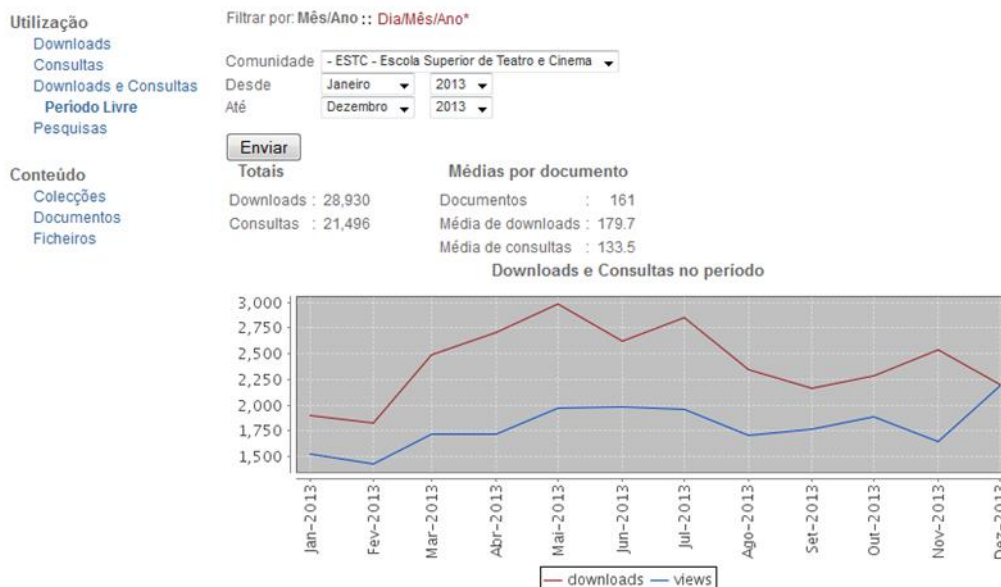 Utilização
Downloads
Consultas
Downloads e Consultas
Período Livre
Pesquisas
Conteúdo
Colecções
Documentos
Ficheiros
Filtrar por: Mês/Ano :: Dia/Mês/Ano*
Comunidade - ESTC - Escola Superior de Teatro e Cinema
Desde Janeiro 2013
Até Dezembro 2013
Enviar
Totais
Downloads : 28,930
Consultas : 21,496
Médias por documento
Documentos : 161
Média de downloads : 179.7
Média de consultas : 133.5
Downloads e Consultas no período
3,000
2,750
2,500
2,250
2,000
1,750
1,500
Jan-2013
Fev-2013
Mar-2013
Abr-2013
Mai-2013
Jun-2013
Jul-2013
Ago-2013
Set-2013
Out-2013
Nov-2013
Dez-2013
downloads views